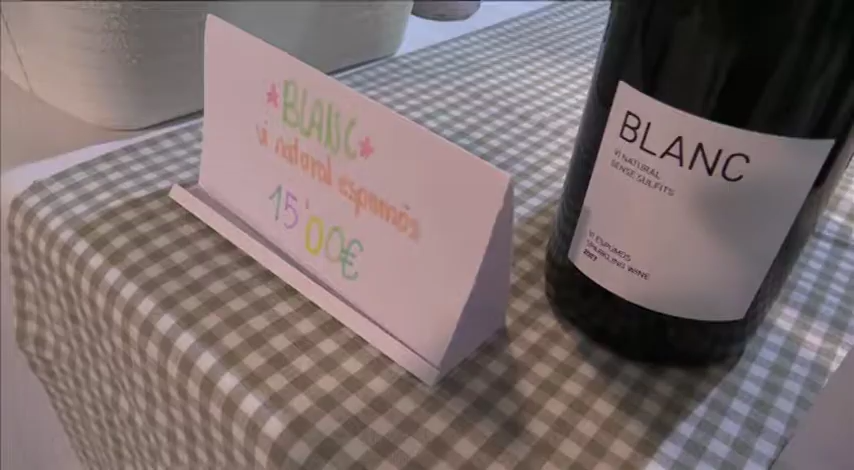 BLANC
vi natural espumós
15'00€
BLANC
VI NATURAL
SENSE SULFITS
VI ESPUMÓS
SPARKLING WINE